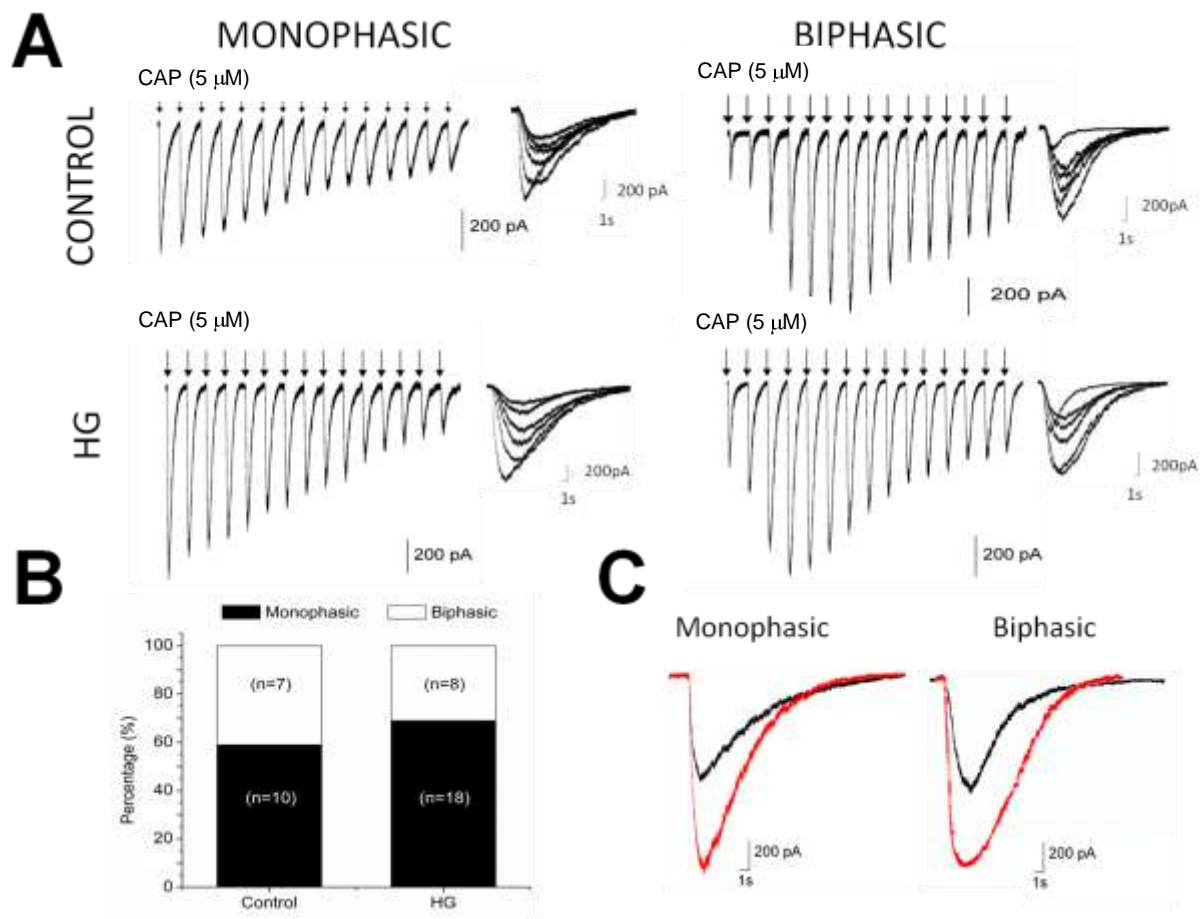 A
MONOPHASIC
BIPHASIC
CONTROL
CAP (5 μM)
200 pA
200 pA
1s
CAP (5 μM)
200 pA
200pA
1s
HG
CAP (5 μM)
200 pA
200pA
1s
CAP (5 μM)
200 pA
200pA
1s
B
Monophasic
Biphasic
Percentage (%)
100
80
60
40
20
0
(n=7)
(n=8)
(n=10)
(n=18)
Control
HG
C
Monophasic
Biphasic
200 pA
1s
200 pA
1s